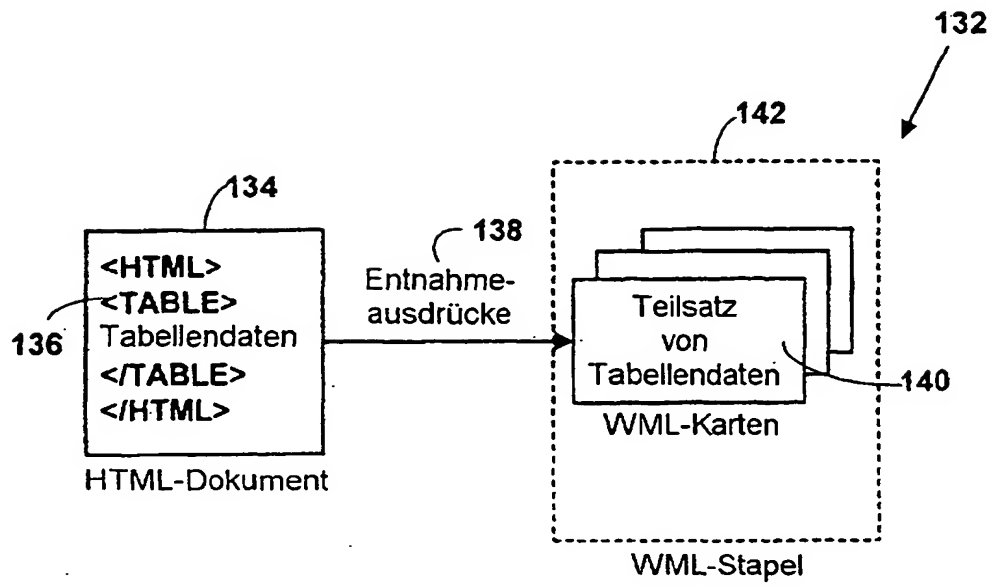 132
142
134
138
<HTML>
<TABLE>
136
Tabellendaten
</TABLE>
</HTML>
HTML-Dokument
Entnahme-
ausdrücke
Teilsatz
von
Tabellendaten
140
WML-Karten
WML-Stapel